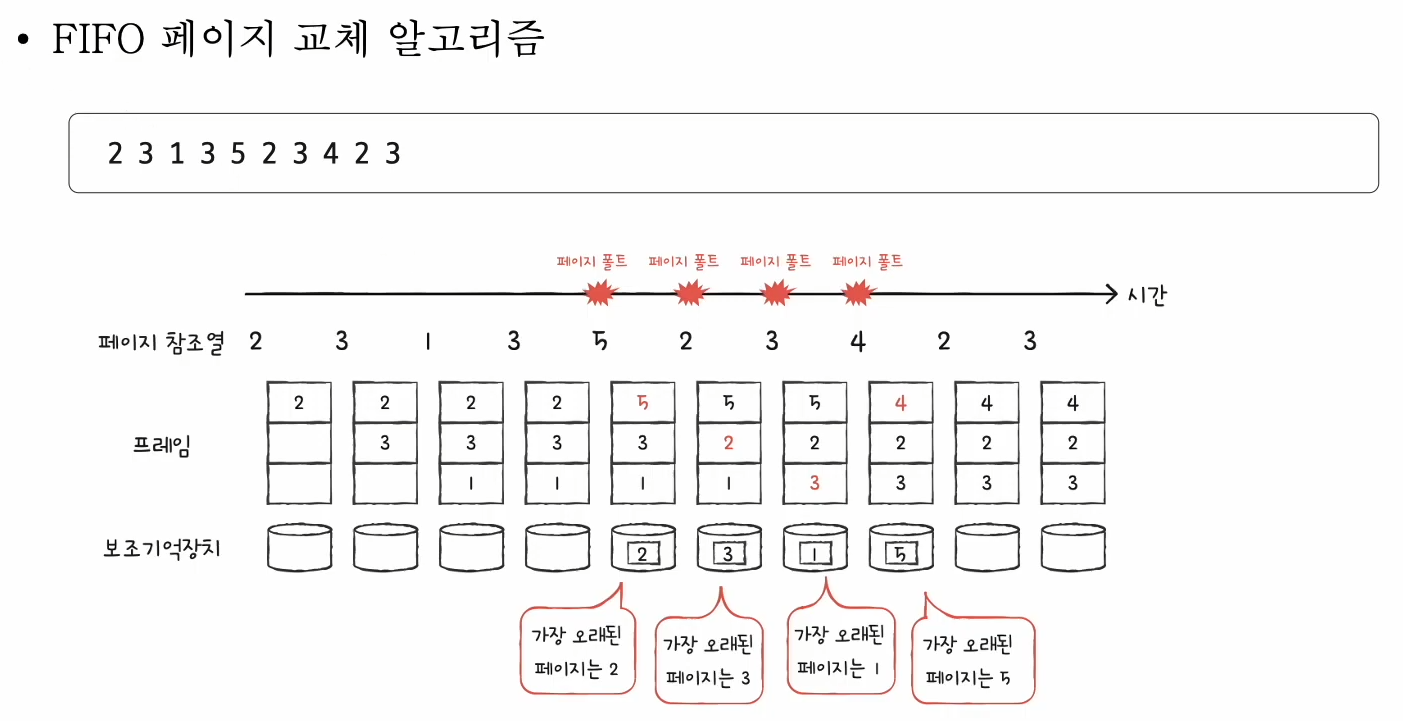 • FIFO 페이지 교체 알고리즘
2 3 1 3 5 2 3 4 2 3
페이지 폴트 페이지 폴트 페이지 폴트 페이지 폴트
시간
페이지 참조열 2 3 1 3 5 2 3 4 2 3
2 2 2 2 5 5 5 4 4 4
프레임 3 3 3 3 2 2 2 2 2
1 1 1 1 3 3 3 3
보조기억장치 2 3 1 5
가장 오래된
페이지는 2
가장 오래된
페이지는 3
가장 오래된
페이지는 1
가장 오래된
페이지는 5